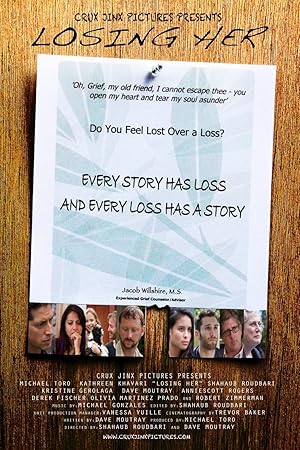 CRUX JINX PICTURES PRESENTS
LOSING HER
'Oh, Grief, my old friend, I cannot escape thee - you
open my heart and tear my soul asunder'
Do You Feel Lost Over a Loss?
EVERY STORY HAS LOSS
AND EVERY LOSS HAS A STORY
Jacob Willshire, M.S.
Experienced Grief Counselor/Advisor
CRUX JINX PICTURES PRESENTS
MICHAEL TORO KATHREEN KHAVARI "LOSING HER" SHAHAUB ROUDBARI
KRISTINE GEROLAGA DAVE MOUTRAY ANNIESCOTT ROGERS
DEREK FISCHER OLIVIA MARTINEZ PRADO AND ROBERT ZIMMERMAN
MUSIC BY MICHAEL GONZALES EDITED BY SHAHAUB ROUDBARI
UNIT PRODUCTION MANAGER VANESSA YUILLE CINEMATOGRAPHY BY TREVOR BAKER
WRITTEN BY DAVE MOUTRAY PRODUCED BY MICHAEL TORO
DIRECTED BY SHAHAUB ROUDBARI AND DAVE MOUTRAY
WWW.CRUXJINXPICTURES.COM